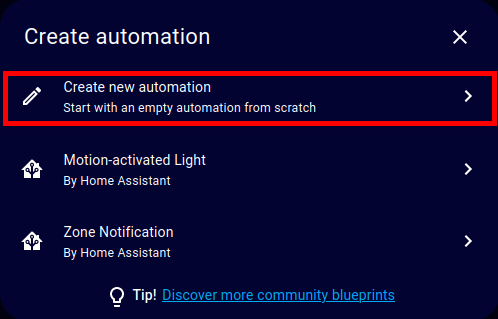 Create automation
Create new automation
Start with an empty automation from scratch
Motion-activated Light
By Home Assistant
Zone Notification
By Home Assistant
Tip! Discover more community blueprints